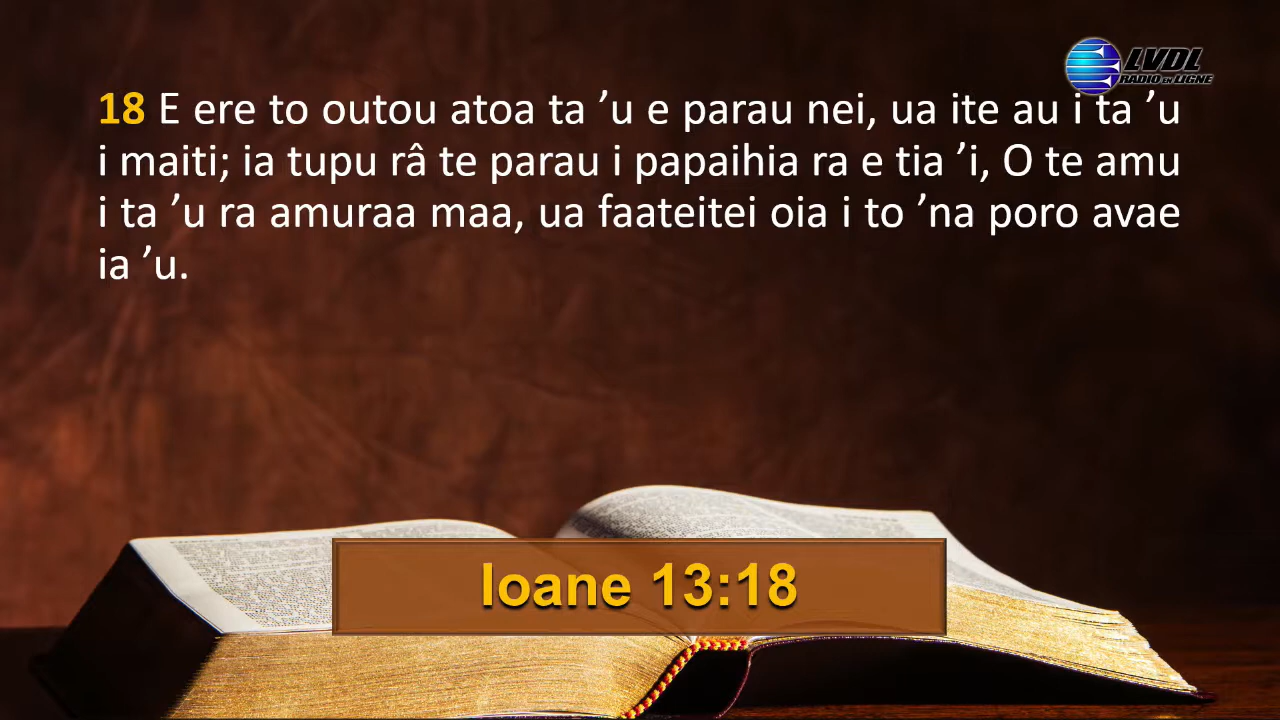 LVDL
RADIO EN LIGNE
18 E ere to outou atoa ta ’u e parau nei, ua ite au i ta ’u
i maiti; ia tupu râ te parau i papaihia ra e tia ’i, O te amu
i ta ’u ra amuraa maa, ua faateitei oia i to ’na poro avae
ia ’u.
Ioane 13:18